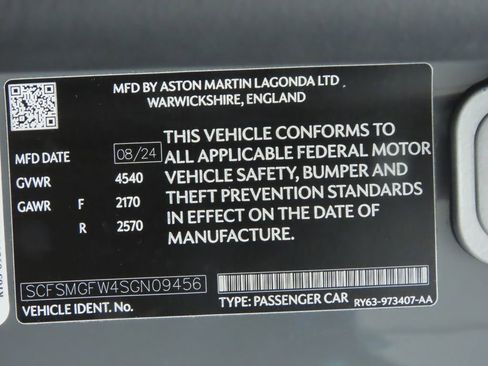 MFD BY ASTON MARTIN LAGONDA LTD
WARWICKSHIRE, ENGLAND
MFD DATE 08/24
GVWR 4540
GAWR F 2170
R 2570
THIS VEHICLE CONFORMS TO
ALL APPLICABLE FEDERAL MOTOR
VEHICLE SAFETY, BUMPER AND
THEFT PREVENTION STANDARDS
IN EFFECT ON THE DATE OF
MANUFACTURE.
SCFSMGFW4SGN09456
VEHICLE IDENT. No.
TYPE: PASSENGER CAR
RY63-973407-AA